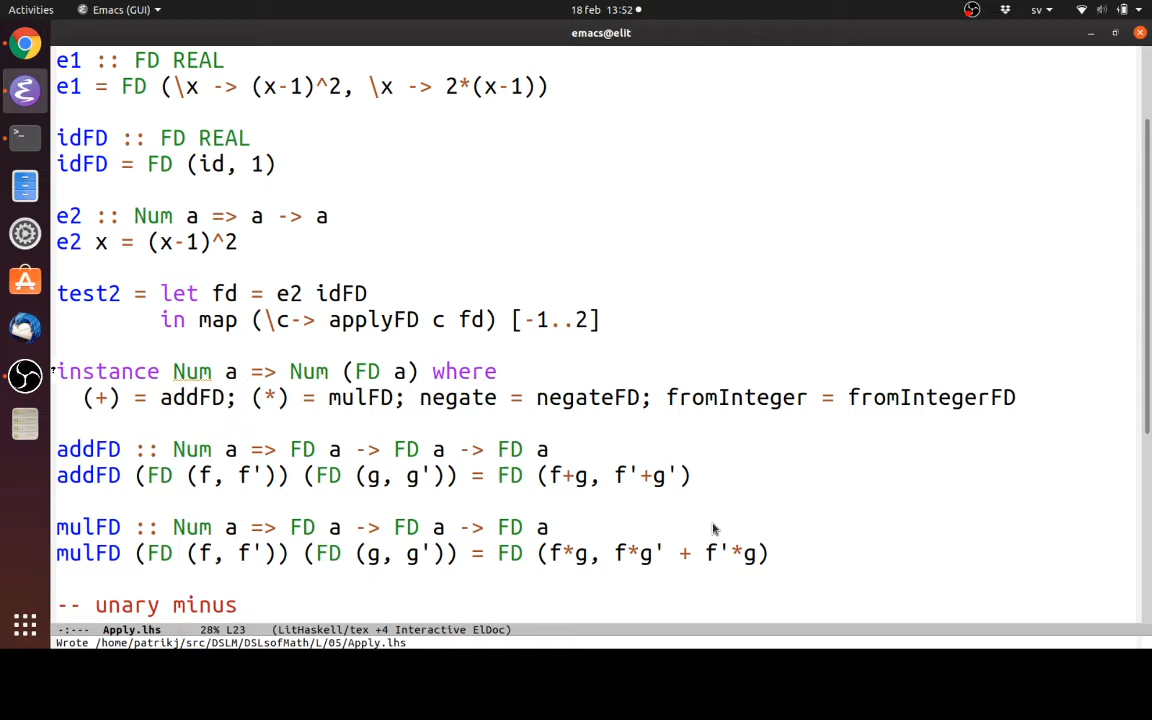 Activities
Emacs (GUI)
18 feb 13:52
sv
emacs@elit
e1 :: FD REAL
e1 = FD (\x -> (x-1)^2, \x -> 2*(x-1))
idFD :: FD REAL
idFD = FD (id, 1)
e2 :: Num a => a -> a
e2 x = (x-1)^2
test2 = let fd = e2 idFD
in map (\c-> applyFD c fd) [-1..2]
instance Num a => Num (FD a) where
(+) = addFD; (*) = mulFD; negate = negateFD; fromInteger = fromIntegerFD
addFD :: Num a => FD a -> FD a -> FD a
addFD (FD (f, f')) (FD (g, g')) = FD (f+g, f'+g')
mulFD :: Num a => FD a -> FD a -> FD a
mulFD (FD (f, f')) (FD (g, g')) = FD (f*g, f*g' + f'*g)
-- unary minus
-:--- Apply.lhs 28% L23 (LitHaskell/tex +4 Interactive ElDoc)
Wrote /home/patrikj/src/DSLM/DSLsofMath/L/05/Apply.lhs